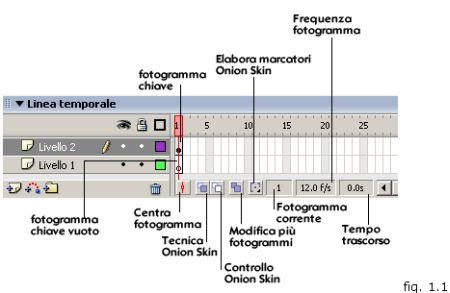 Frequenza
fotogramma
Elabora marcatori
Onion Skin
fotogramma
chiave
Linea temporale
1 5 10 15 20 25
Livello 2
Livello 1
1 12.0 f/s 0.0s
fotogramma
chiave vuoto
Centra
fotogramma
Tecnica
Onion Skin
Controllo
Onion Skin
Modifica più
fotogrammi
Fotogramma
corrente
Tempo
trascorso
fig. 1.1